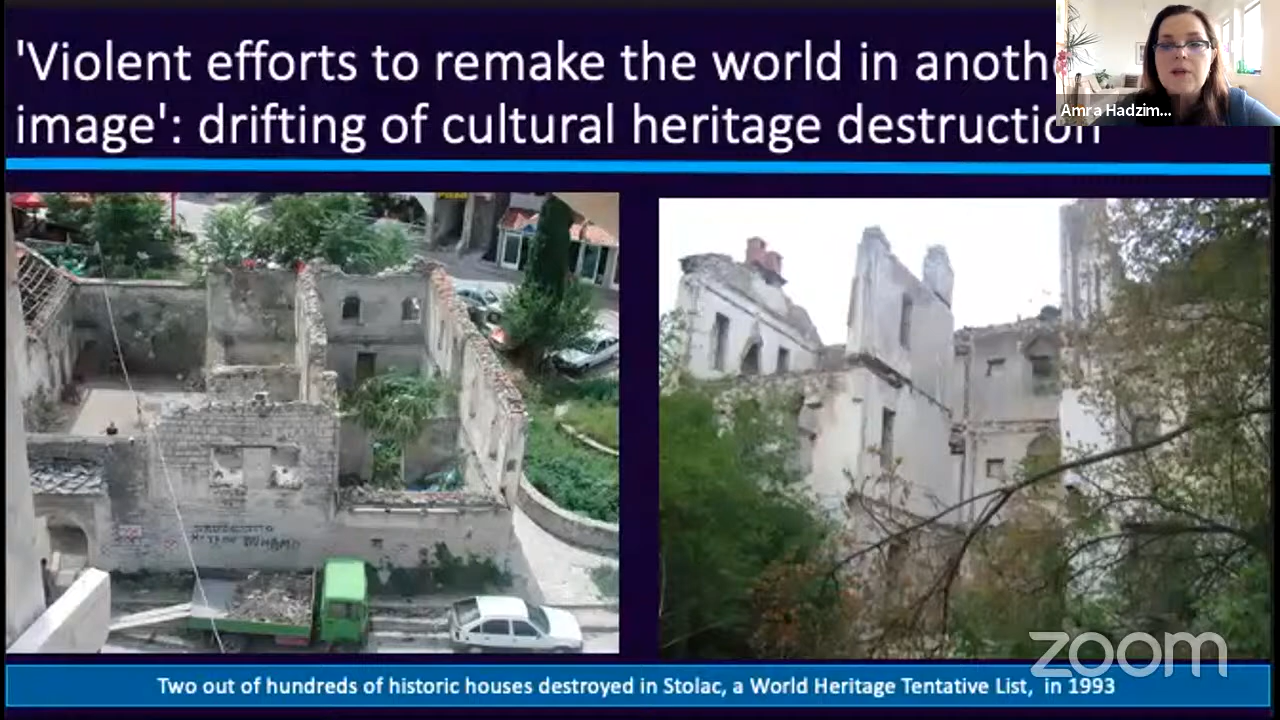 'Violent efforts to remake the world in anoth
image': drifting of cultural heritage destruction
Amra Hadzim...
zoom
Two out of hundreds of historic houses destroyed in Stolac, a World Heritage Tentative List, in 1993